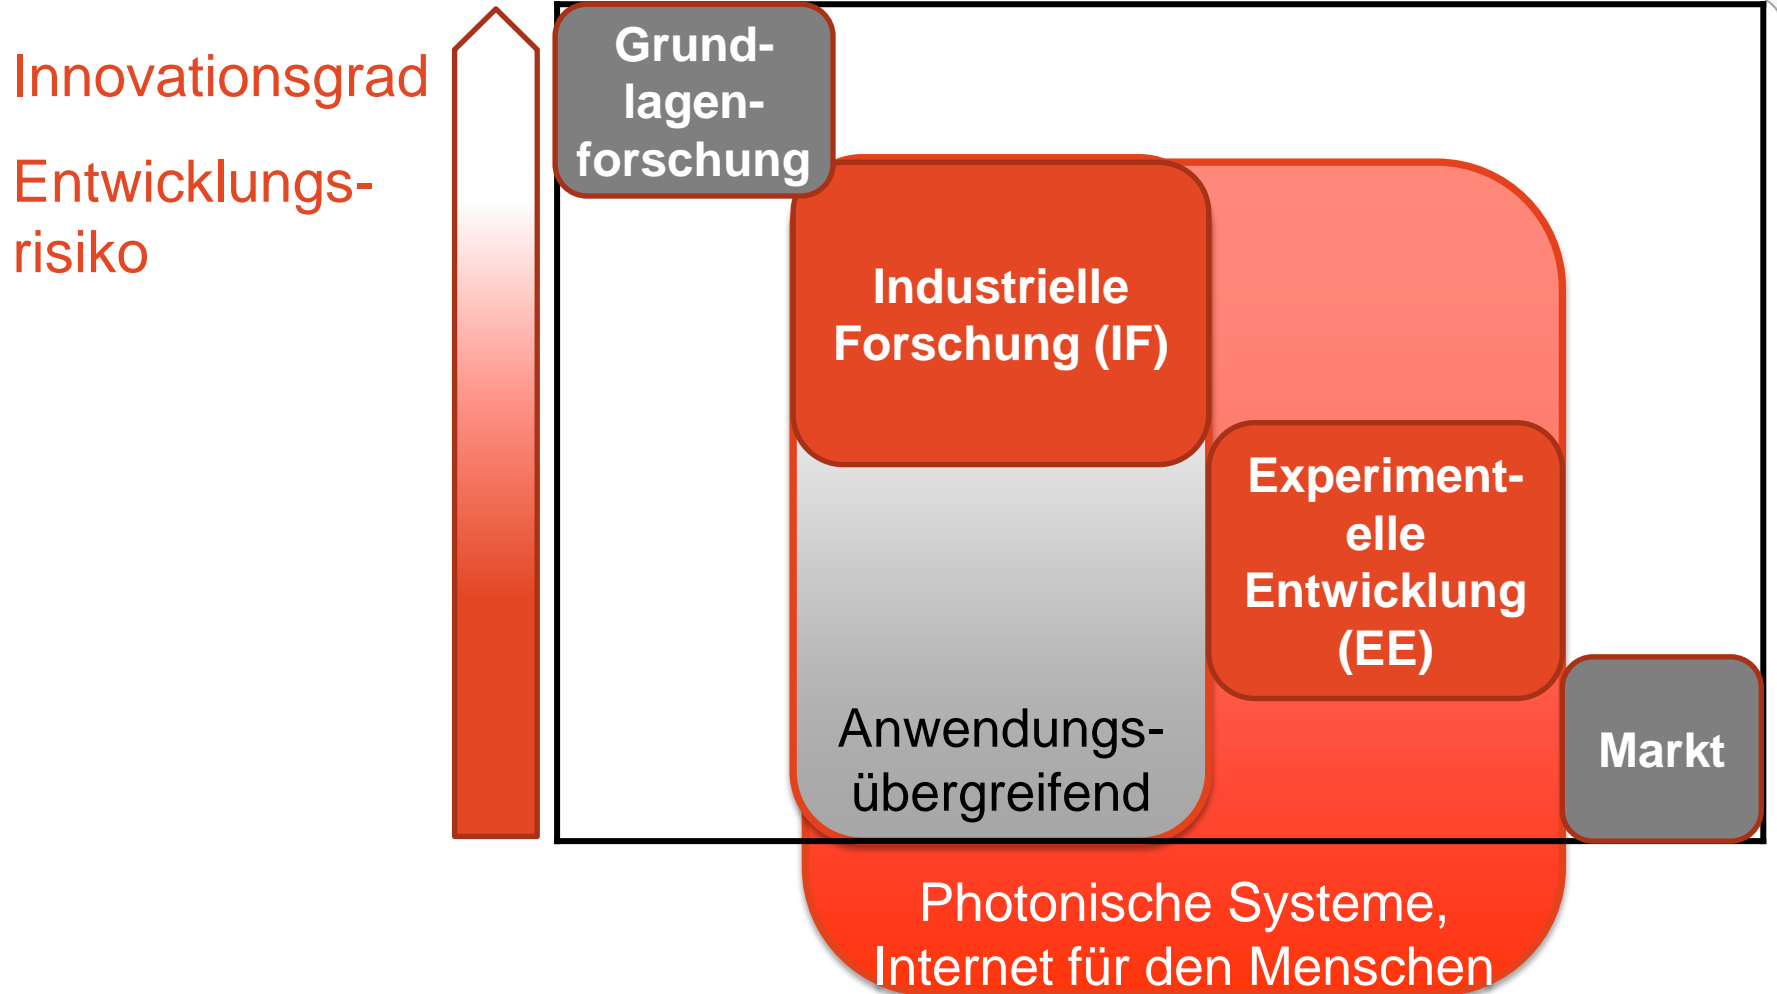 Innovationsgrad
Entwicklungs-
risiko
Grund-
lagen-
forschung
Industrielle
Forschung (IF)
Experiment-
elle
Entwicklung
(EE)
Markt
Anwendungs-
übergreifend
Photonische Systeme,
Internet für den Menschen